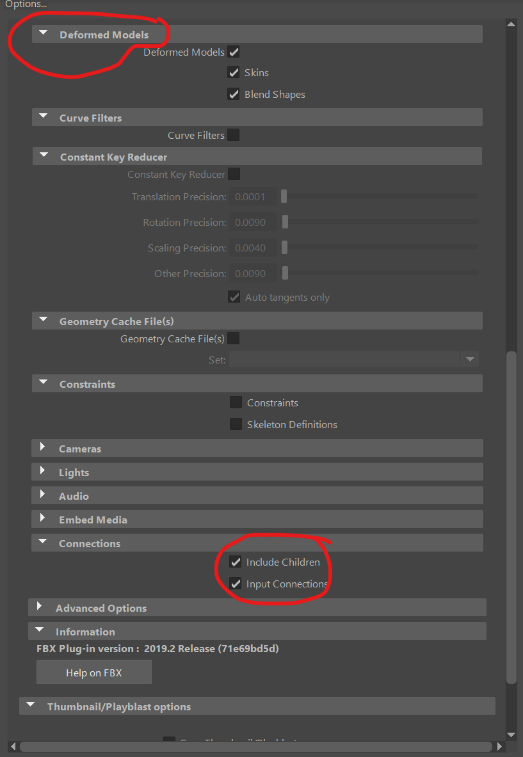 Options...
Deformed Models
Deformed Models
Skins
Blend Shapes
Curve Filters
Curve Filters
Constant Key Reducer
Constant Key Reducer
Translation Precision: 0.0001
Rotation Precision: 0.0090
Scaling Precision: 0.0040
Other Precision: 0.0090
Auto tangents only
Geometry Cache File(s)
Geometry Cache File(s)
Set:
Constraints
Constraints
Skeleton Definitions
Cameras
Lights
Audio
Embed Media
Connections
Include Children
Input Connections
Advanced Options
Information
FBX Plug-in version : 2019.2 Release (71e69bd5d)
Help on FBX
Thumbnail/Playblast options